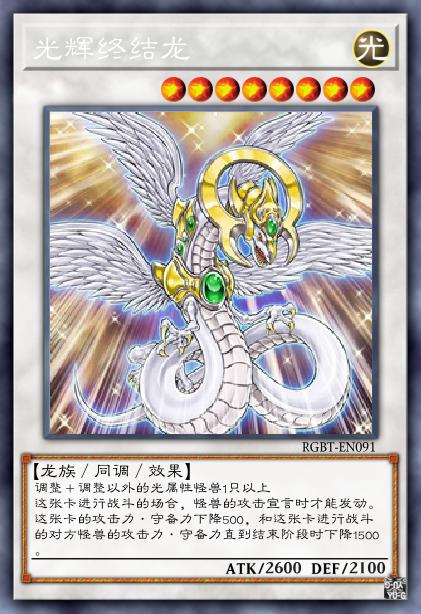 光辉终结龙
光
RGBT-EN091
【龙族／同调／效果】
调整＋调整以外的光属性怪兽1只以上
这张卡进行战斗的场合，怪兽的攻击宣言时才能发动。
这张卡的攻击力·守备力下降500，和这张卡进行战斗
的对方怪兽的攻击力·守备力直到结束阶段时下降1500
。
ATK/2600 DEF/2100